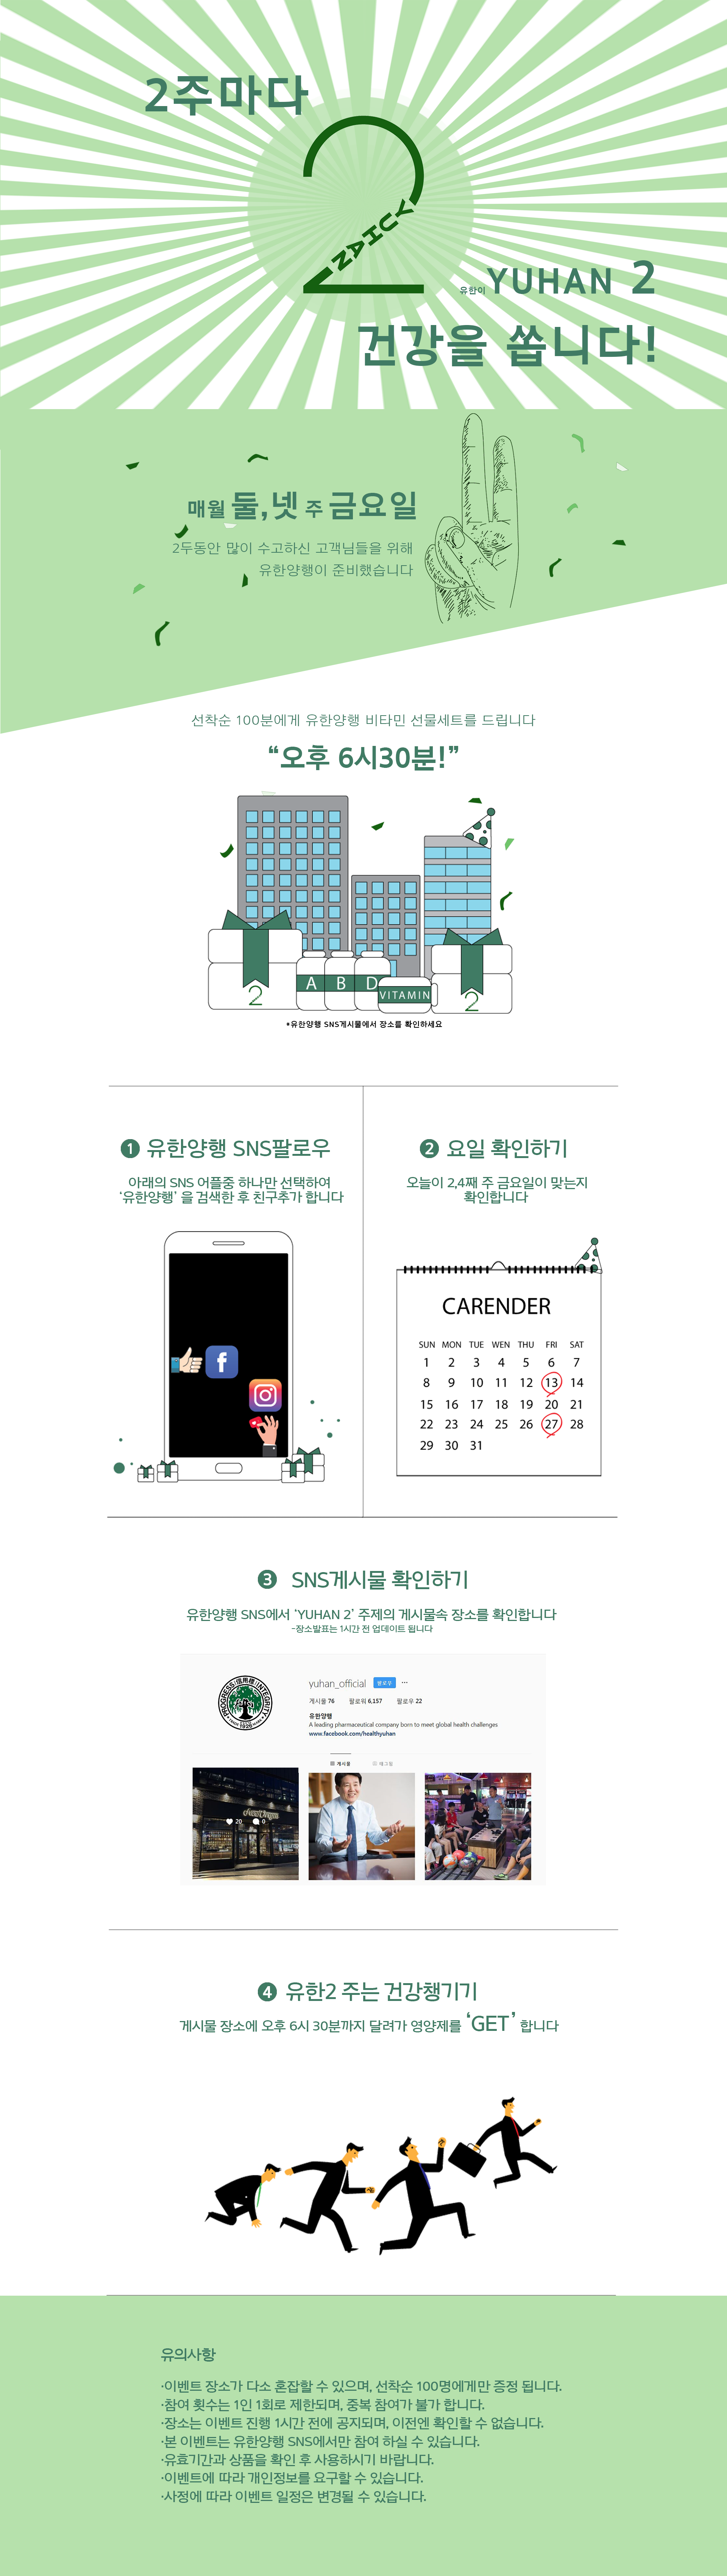 2주마다
YUHAN
유한이 YUHAN 2
건강을 쏩니다!
매월 둘,넷 주 금요일
2두동안 많이 수고하신 고객님들을 위해
유한양행이 준비했습니다
선착순 100분에게 유한양행 비타민 선물세트를 드립니다
“오후 6시30분!”
A B D
VITAMIN
2 2
*유한양행 SNS게시물에서 장소를 확인하세요
1 유한양행 SNS팔로우
아래의 SNS 어플중 하나만 선택하여
‘유한양행’ 을 검색한 후 친구추가 합니다
2 요일 확인하기
오늘이 2,4째 주 금요일이 맞는지
확인합니다
CARENDER
SUN MON TUE WEN THU FRI SAT
1 2 3 4 5 6 7
8 9 10 11 12 13 14
15 16 17 18 19 20 21
22 23 24 25 26 27 28
29 30 31
3 SNS게시물 확인하기
유한양행 SNS에서 ‘YUHAN 2’ 주제의 게시물속 장소를 확인합니다
-장소발표는 1시간 전 업데이트 됩니다
yuhan_official 팔로우 ···
게시물 76 팔로워 6,157 팔로우 22
유한양행
A leading pharmaceutical company born to meet global health challenges
www.facebook.com/healthyuhan
PROGRESS 信用標 INTEGRITY
SINCE 1926
게시물 태그됨
20 0
4 유한2 주는 건강챙기기
게시물 장소에 오후 6시 30분까지 달려가 영양제를 ‘GET’ 합니다
유의사항
·이벤트 장소가 다소 혼잡할 수 있으며, 선착순 100명에게만 증정 됩니다.
·참여 횟수는 1인 1회로 제한되며, 중복 참여가 불가 합니다.
·장소는 이벤트 진행 1시간 전에 공지되며, 이전엔 확인할 수 없습니다.
·본 이벤트는 유한양행 SNS에서만 참여 하실 수 있습니다.
·유효기간과 상품을 확인 후 사용하시기 바랍니다.
·이벤트에 따라 개인정보를 요구할 수 있습니다.
·사정에 따라 이벤트 일정은 변경될 수 있습니다.